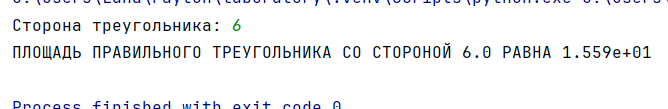 Сторона треугольника: 6
ПЛОЩАДЬ ПРАВИЛЬНОГО ТРЕУГОЛЬНИКА СО СТОРОНОЙ 6.0 РАВНА 1.559e+01
Process finished with exit code 0